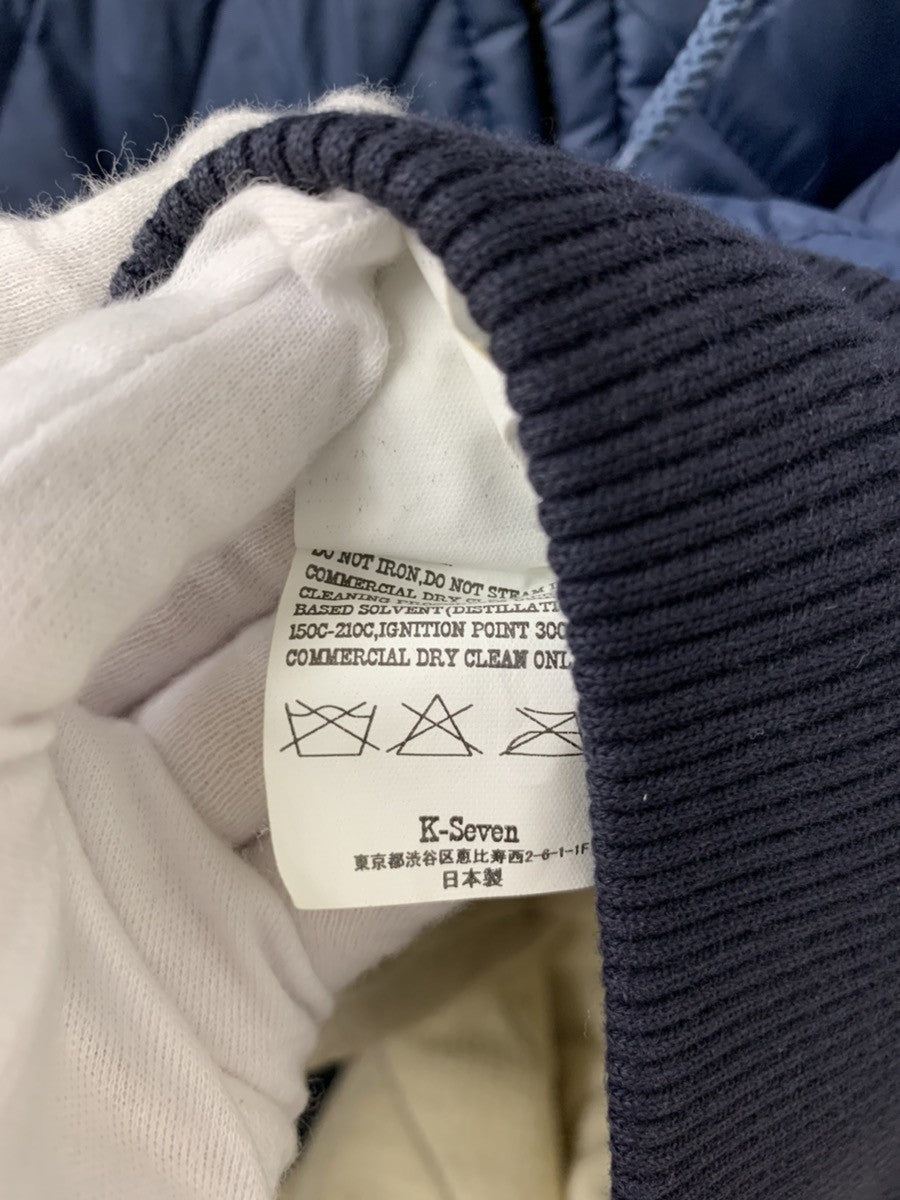 DO NOT IRON,DO NOT STEAM
COMMERCIAL DRY
CLEANING
BASED SOLVENT(DISTILLATI
150C-210C,IGNITION POINT 300
COMMERCIAL DRY CLEAN ONL
K-Seven
東京都渋谷区恵比寿西2-6-1-1F
日本製